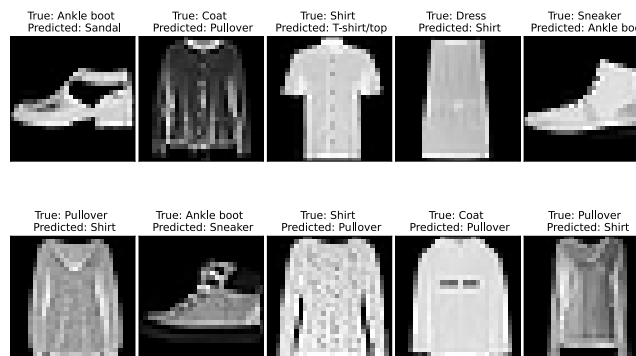 True: Ankle boot
Predicted: Sandal
True: Coat
Predicted: Pullover
True: Shirt
Predicted: T-shirt/top
True: Dress
Predicted: Shirt
True: Sneaker
Predicted: Ankle bo
True: Pullover
Predicted: Shirt
True: Ankle boot
Predicted: Sneaker
True: Shirt
Predicted: Pullover
True: Coat
Predicted: Pullover
True: Pullover
Predicted: Shirt